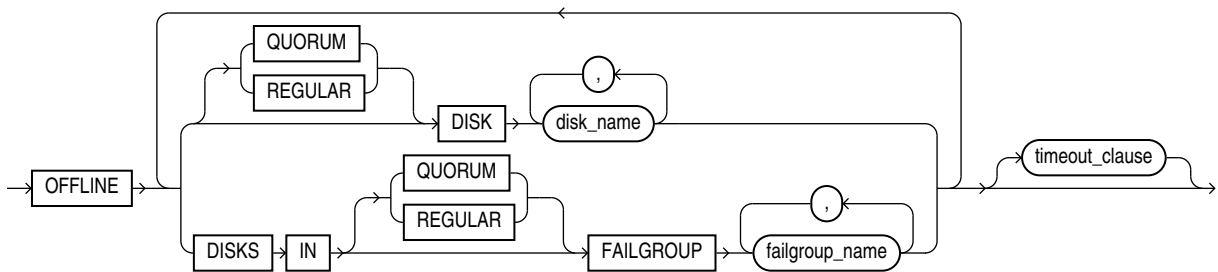 QUORUM
REGULAR
DISK
,
disk_name
OFFLINE
timeout_clause
QUORUM
REGULAR
DISKS
IN
FAILGROUP
,
failgroup_name